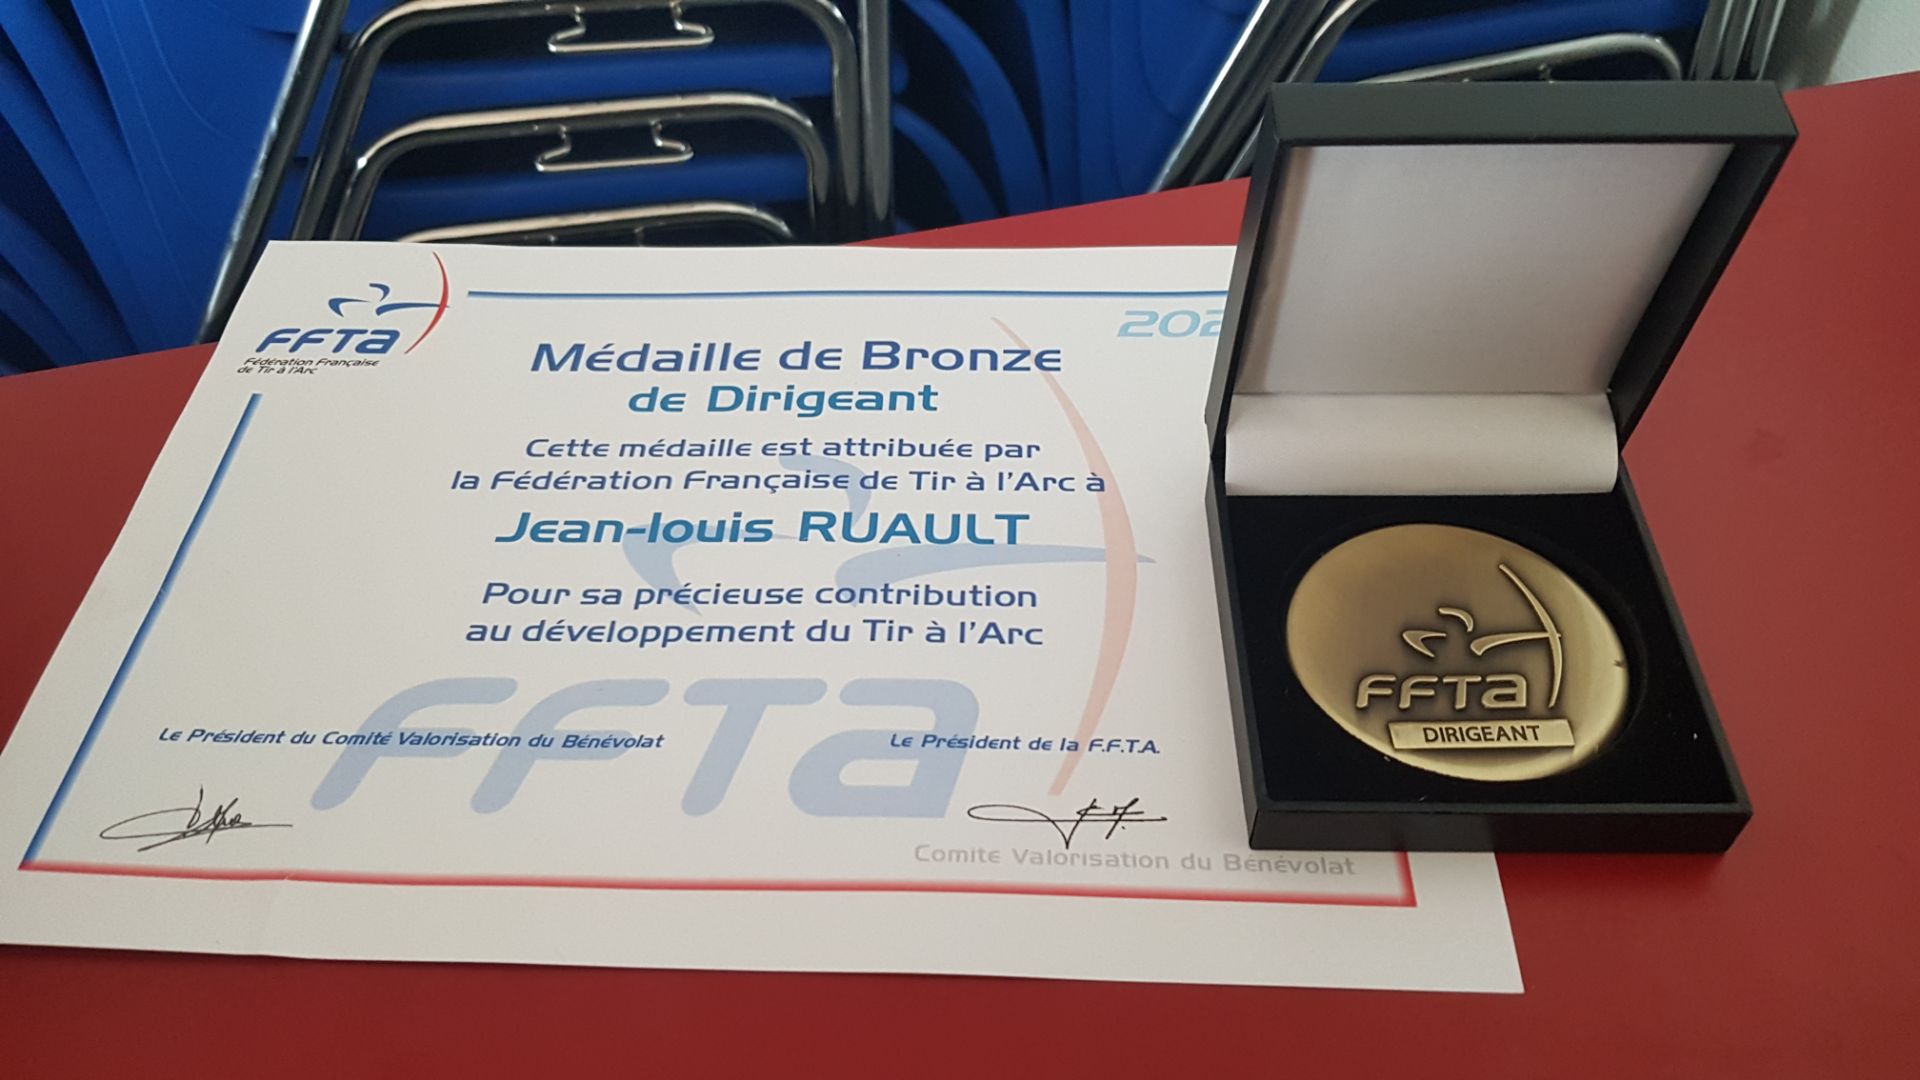 FFTa
Fédération Française
de Tir à l'Arc
Médaille de Bronze
de Dirigeant
Cette médaille est attribuée par
la Fédération Française de Tir à l'Arc à
Jean-louis RUAULT
Pour sa précieuse contribution
au développement du Tir à l'Arc
FFTa
Le Président du Comité Valorisation du Bénévolat
Le Président de la F.F.T.A.
Comité Valorisation du Bénévolat
FFTa
DIRIGEANT